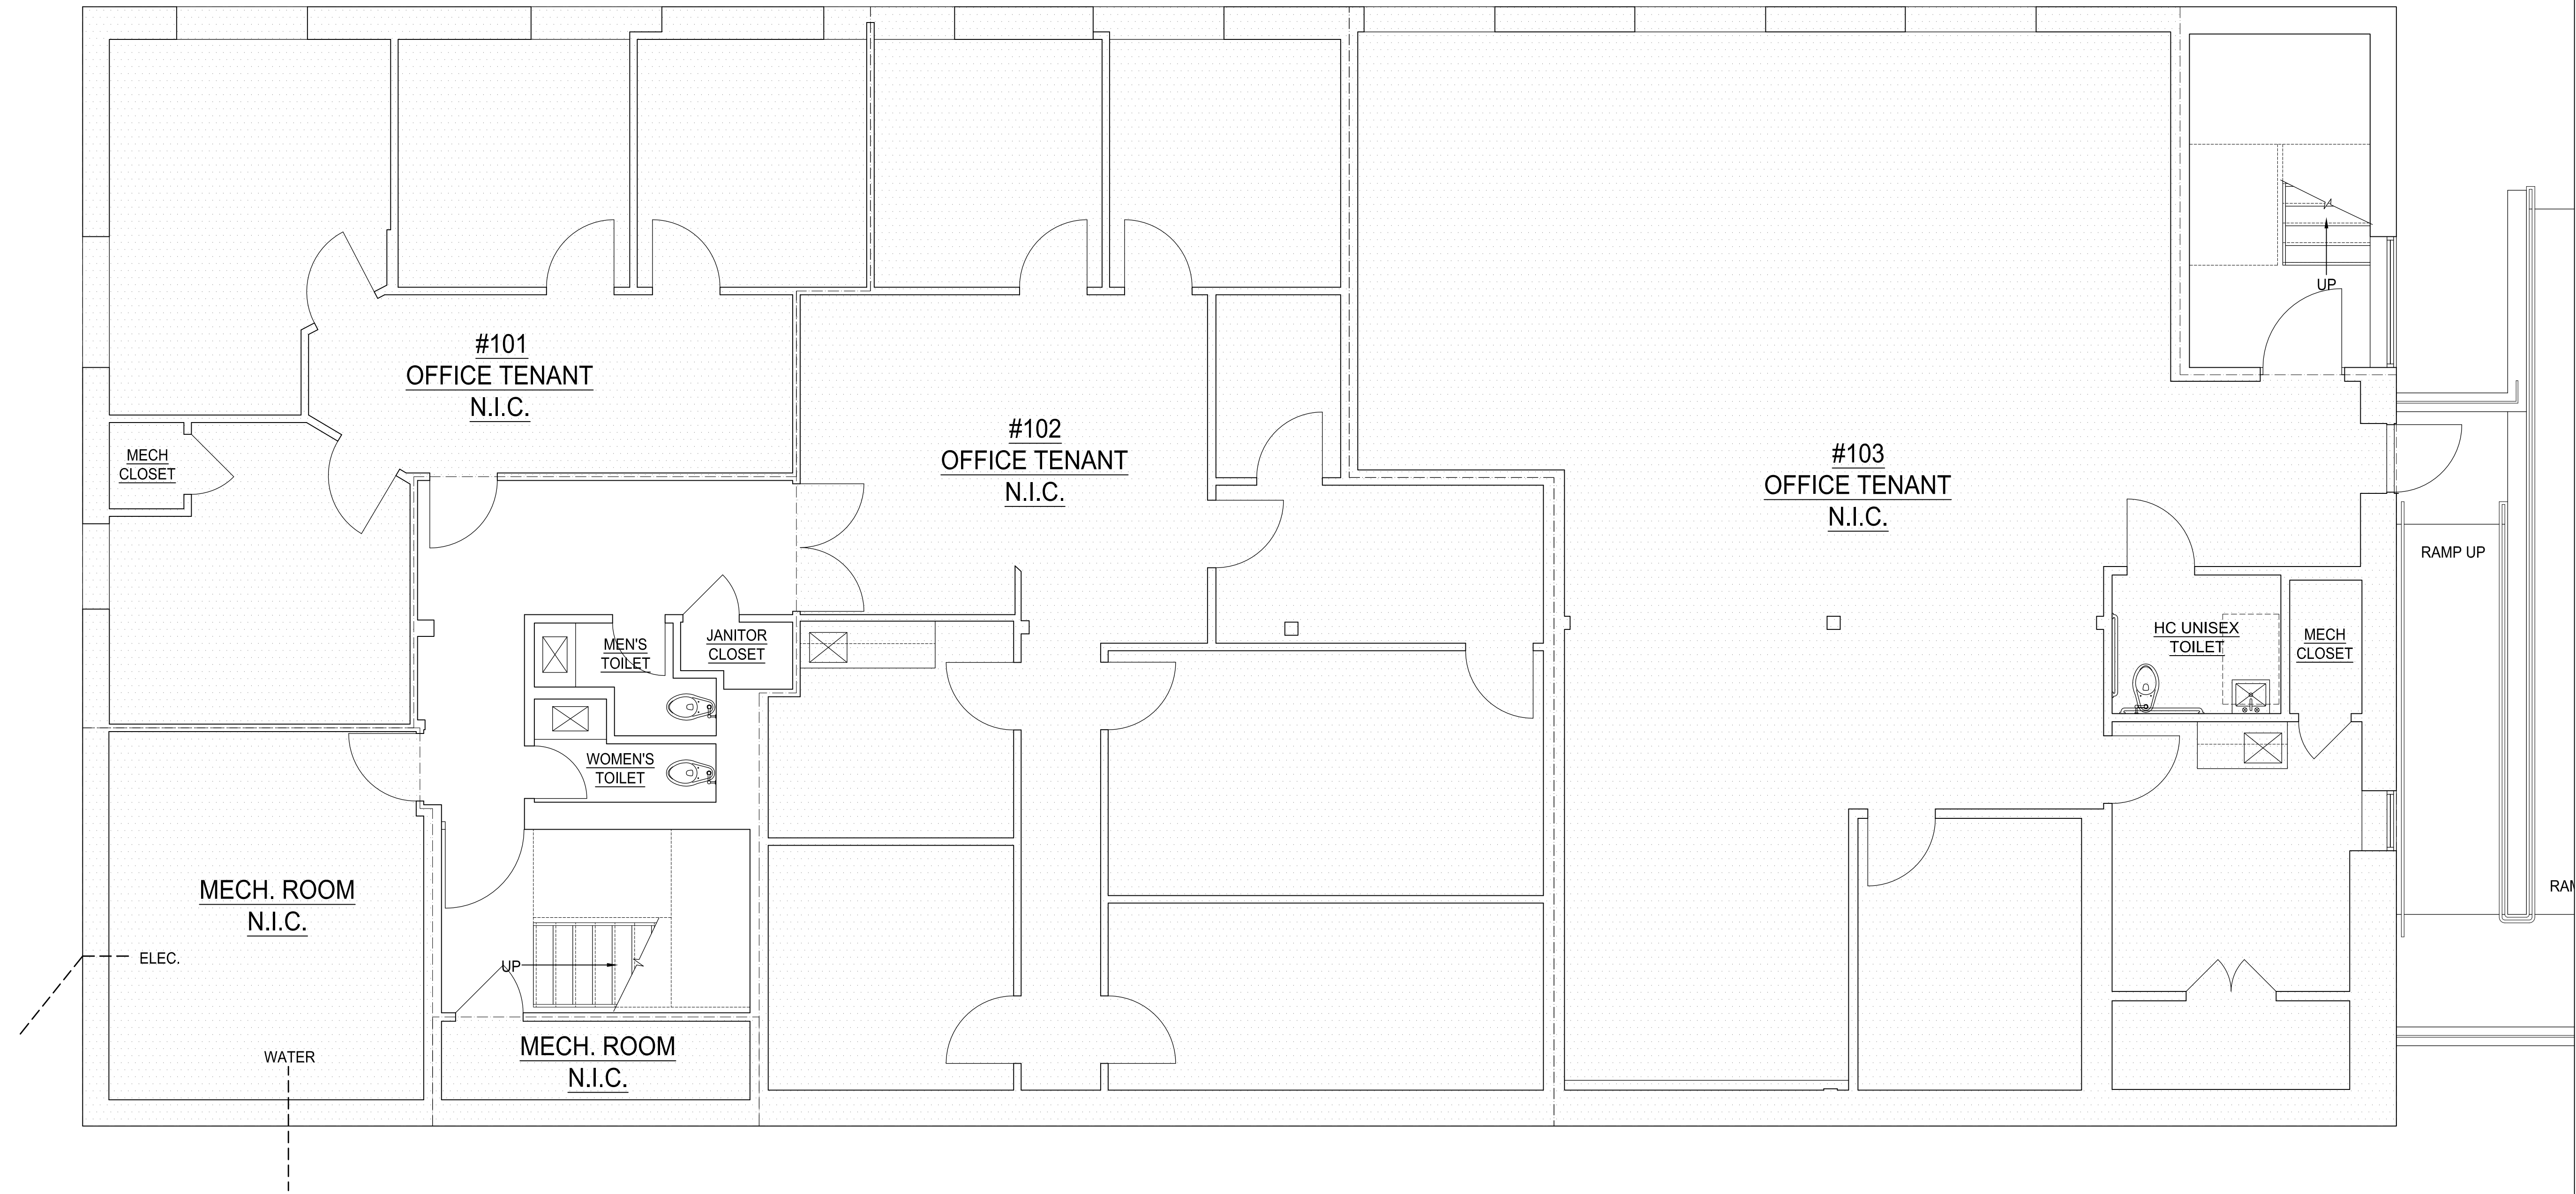 UP
#101
OFFICE TENANT
N.I.C.
#102
OFFICE TENANT
N.I.C.
#103
OFFICE TENANT
N.I.C.
MECH
CLOSET
RAMP UP
MEN'S
TOILET
JANITOR
CLOSET
HC UNISEX
TOILET
MECH
CLOSET
WOMEN'S
TOILET
MECH. ROOM
N.I.C.
RAM
ELEC.
UP
MECH. ROOM
N.I.C.
WATER